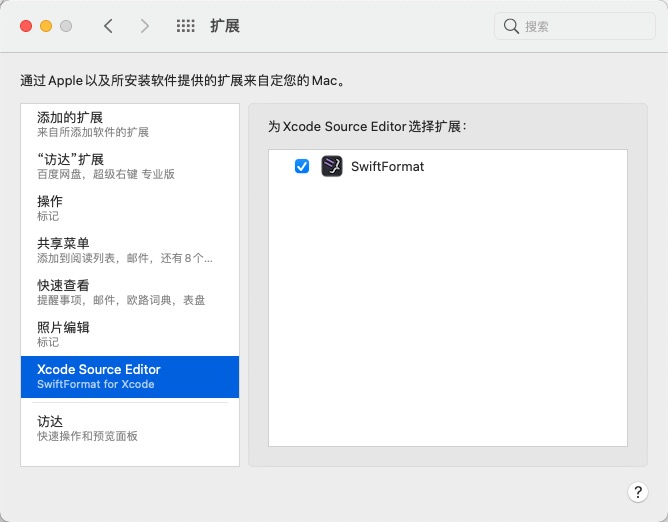 扩展
搜索
通过Apple以及所安装软件提供的扩展来自定您的Mac。
添加的扩展
来自所添加软件的扩展
“访达”扩展
百度网盘，超级右键 专业版
操作
标记
共享菜单
添加到阅读列表，邮件，还有8个…
快速查看
提醒事项，邮件，欧路词典，表盘
照片编辑
标记
Xcode Source Editor
SwiftFormat for Xcode
访达
快速操作和预览面板
为Xcode Source Editor选择扩展：
SwiftFormat
?